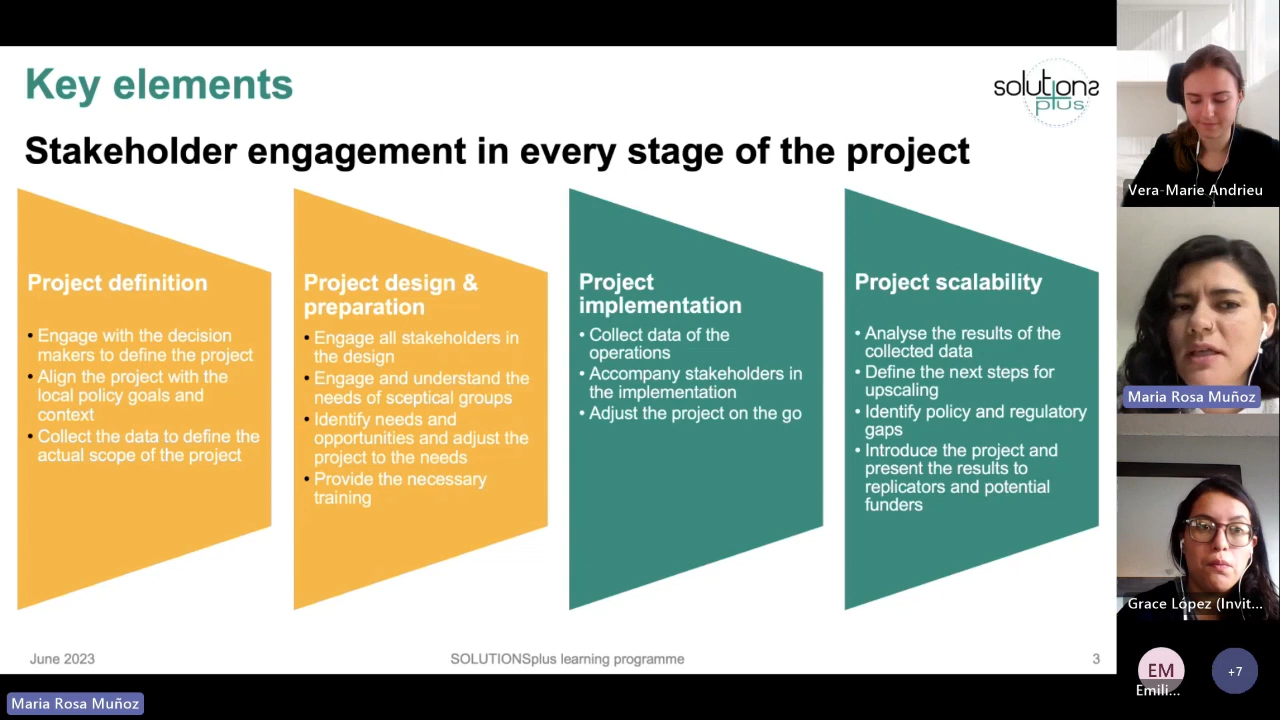 Key elements
solutions
plus
Stakeholder engagement in every stage of the project
Project definition
• Engage with the decision
makers to define the project
• Align the project with the
local policy goals and
context
• Collect the data to define the
actual scope of the project
Project design &
preparation
• Engage all stakeholders in
the design
• Engage and understand the
needs of sceptical groups
• Identify needs and
opportunities and adjust the
project to the needs
• Provide the necessary
training
Project
implementation
• Collect data of the
operations
• Accompany stakeholders in
the implementation
• Adjust the project on the go
Project scalability
• Analyse the results of the
collected data
• Define the next steps for
upscaling
• Identify policy and regulatory
gaps
• Introduce the project and
present the results to
replicators and potential
funders
June 2023
SOLUTIONSplus learning programme
3
Maria Rosa Muñoz
Vera-Marie Andrieu
Maria Rosa Muñoz
Grace López (Invit...
EM
Emili...
+7